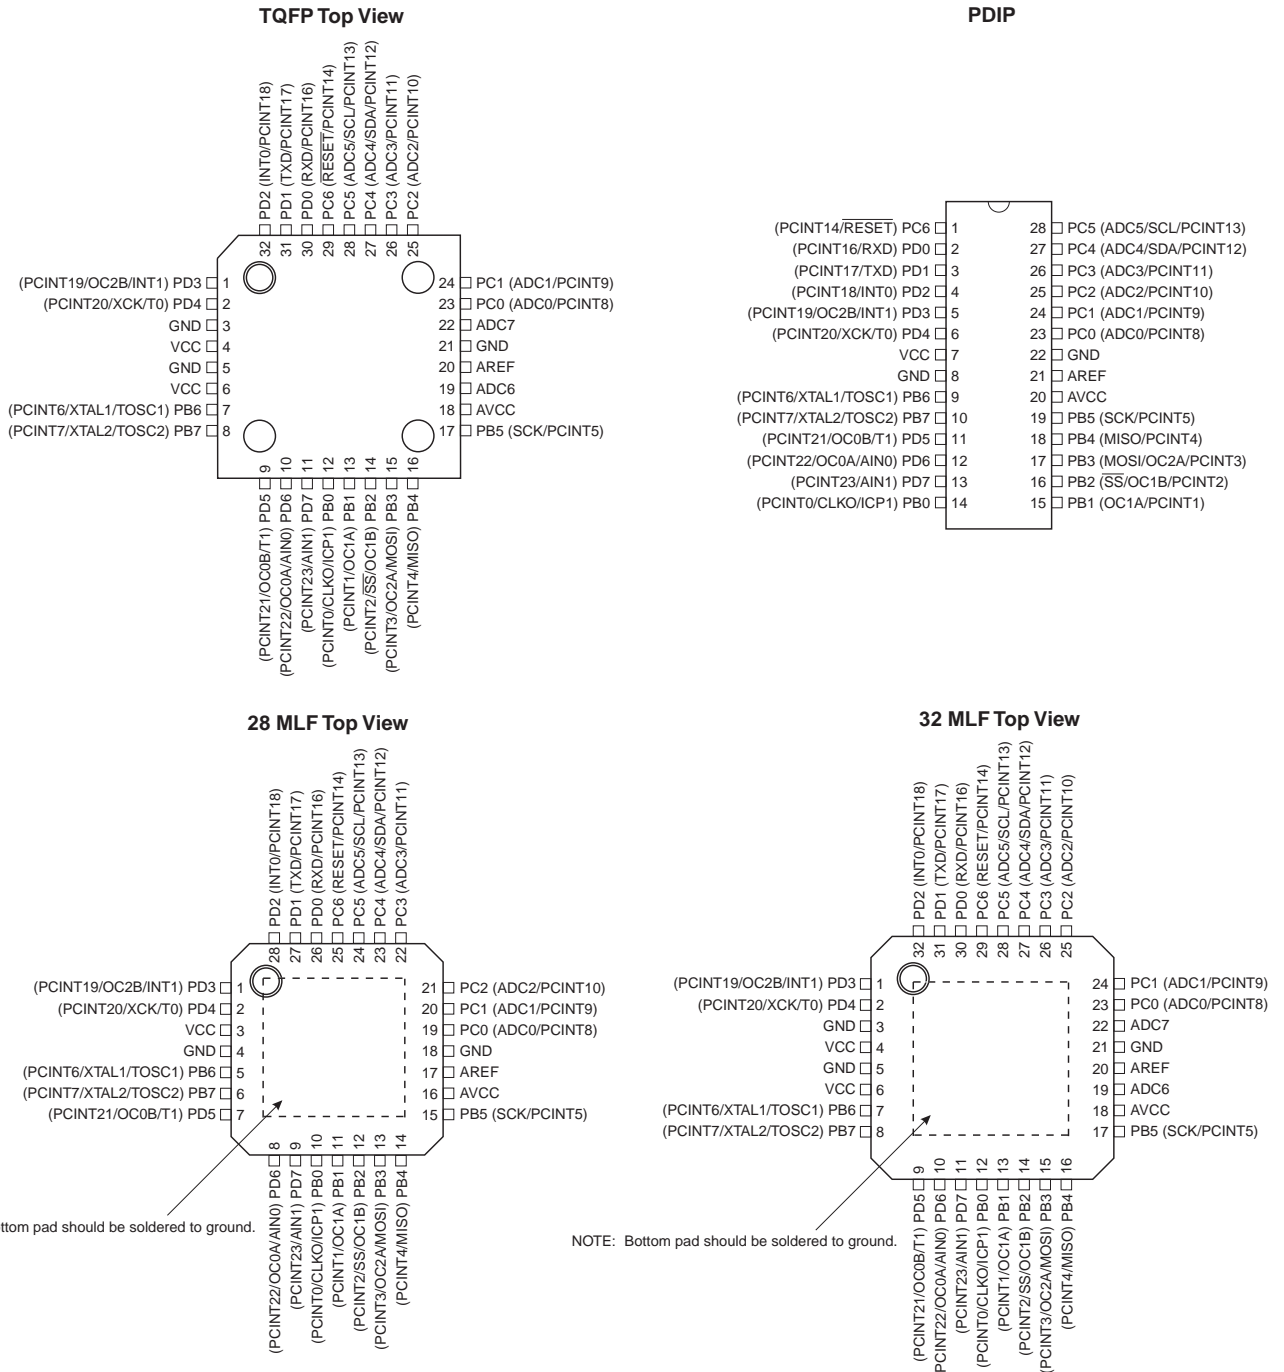 TQFP Top View
PD2 (INT0/PCINT18)
PD1 (TXD/PCINT17)
PD0 (RXD/PCINT16)
PC6 (RESET/PCINT14)
PC5 (ADC5/SCL/PCINT13)
PC4 (ADC4/SDA/PCINT12)
PC3 (ADC3/PCINT11)
PC2 (ADC2/PCINT10)
32 31 30 29 28 27 26 25
(PCINT19/OC2B/INT1) PD3 1
(PCINT20/XCK/T0) PD4 2
GND 3
VCC 4
GND 5
VCC 6
(PCINT6/XTAL1/TOSC1) PB6 7
(PCINT7/XTAL2/TOSC2) PB7 8
24 PC1 (ADC1/PCINT9)
23 PC0 (ADC0/PCINT8)
22 ADC7
21 GND
20 AREF
19 ADC6
18 AVCC
17 PB5 (SCK/PCINT5)
9 10 11 12 13 14 15 16
(PCINT21/OC0B/T1) PD5
(PCINT22/OC0A/AIN0) PD6
(PCINT23/AIN1) PD7
(PCINT0/CLKO/ICP1) PB0
(PCINT1/OC1A) PB1
(PCINT2/SS/OC1B) PB2
(PCINT3/OC2A/MOSI) PB3
(PCINT4/MISO) PB4
PDIP
(PCINT14/RESET) PC6 1
(PCINT16/RXD) PD0 2
(PCINT17/TXD) PD1 3
(PCINT18/INT0) PD2 4
(PCINT19/OC2B/INT1) PD3 5
(PCINT20/XCK/T0) PD4 6
VCC 7
GND 8
(PCINT6/XTAL1/TOSC1) PB6 9
(PCINT7/XTAL2/TOSC2) PB7 10
(PCINT21/OC0B/T1) PD5 11
(PCINT22/OC0A/AIN0) PD6 12
(PCINT23/AIN1) PD7 13
(PCINT0/CLKO/ICP1) PB0 14
28 PC5 (ADC5/SCL/PCINT13)
27 PC4 (ADC4/SDA/PCINT12)
26 PC3 (ADC3/PCINT11)
25 PC2 (ADC2/PCINT10)
24 PC1 (ADC1/PCINT9)
23 PC0 (ADC0/PCINT8)
22 GND
21 AREF
20 AVCC
19 PB5 (SCK/PCINT5)
18 PB4 (MISO/PCINT4)
17 PB3 (MOSI/OC2A/PCINT3)
16 PB2 (SS/OC1B/PCINT2)
15 PB1 (OC1A/PCINT1)
28 MLF Top View
PD2 (INT0/PCINT18)
PD1 (TXD/PCINT17)
PD0 (RXD/PCINT16)
PC6 (RESET/PCINT14)
PC5 (ADC5/SCL/PCINT13)
PC4 (ADC4/SDA/PCINT12)
PC3 (ADC3/PCINT11)
28 27 26 25 24 23 22
(PCINT19/OC2B/INT1) PD3 1
(PCINT20/XCK/T0) PD4 2
VCC 3
GND 4
(PCINT6/XTAL1/TOSC1) PB6 5
(PCINT7/XTAL2/TOSC2) PB7 6
(PCINT21/OC0B/T1) PD5 7
21 PC2 (ADC2/PCINT10)
20 PC1 (ADC1/PCINT9)
19 PC0 (ADC0/PCINT8)
18 GND
17 AREF
16 AVCC
15 PB5 (SCK/PCINT5)
8 9 10 11 12 13 14
(PCINT22/OC0A/AIN0) PD6
(PCINT23/AIN1) PD7
(PCINT0/CLKO/ICP1) PB0
(PCINT1/OC1A) PB1
(PCINT2/SS/OC1B) PB2
(PCINT3/OC2A/MOSI) PB3
(PCINT4/MISO) PB4
ttom pad should be soldered to ground.
32 MLF Top View
PD2 (INT0/PCINT18)
PD1 (TXD/PCINT17)
PD0 (RXD/PCINT16)
PC6 (RESET/PCINT14)
PC5 (ADC5/SCL/PCINT13)
PC4 (ADC4/SDA/PCINT12)
PC3 (ADC3/PCINT11)
PC2 (ADC2/PCINT10)
32 31 30 29 28 27 26 25
(PCINT19/OC2B/INT1) PD3 1
(PCINT20/XCK/T0) PD4 2
GND 3
VCC 4
GND 5
VCC 6
(PCINT6/XTAL1/TOSC1) PB6 7
(PCINT7/XTAL2/TOSC2) PB7 8
24 PC1 (ADC1/PCINT9)
23 PC0 (ADC0/PCINT8)
22 ADC7
21 GND
20 AREF
19 ADC6
18 AVCC
17 PB5 (SCK/PCINT5)
9 10 11 12 13 14 15 16
(PCINT21/OC0B/T1) PD5
(PCINT22/OC0A/AIN0) PD6
(PCINT23/AIN1) PD7
(PCINT0/CLKO/ICP1) PB0
(PCINT1/OC1A) PB1
(PCINT2/SS/OC1B) PB2
(PCINT3/OC2A/MOSI) PB3
(PCINT4/MISO) PB4
NOTE: Bottom pad should be soldered to ground.